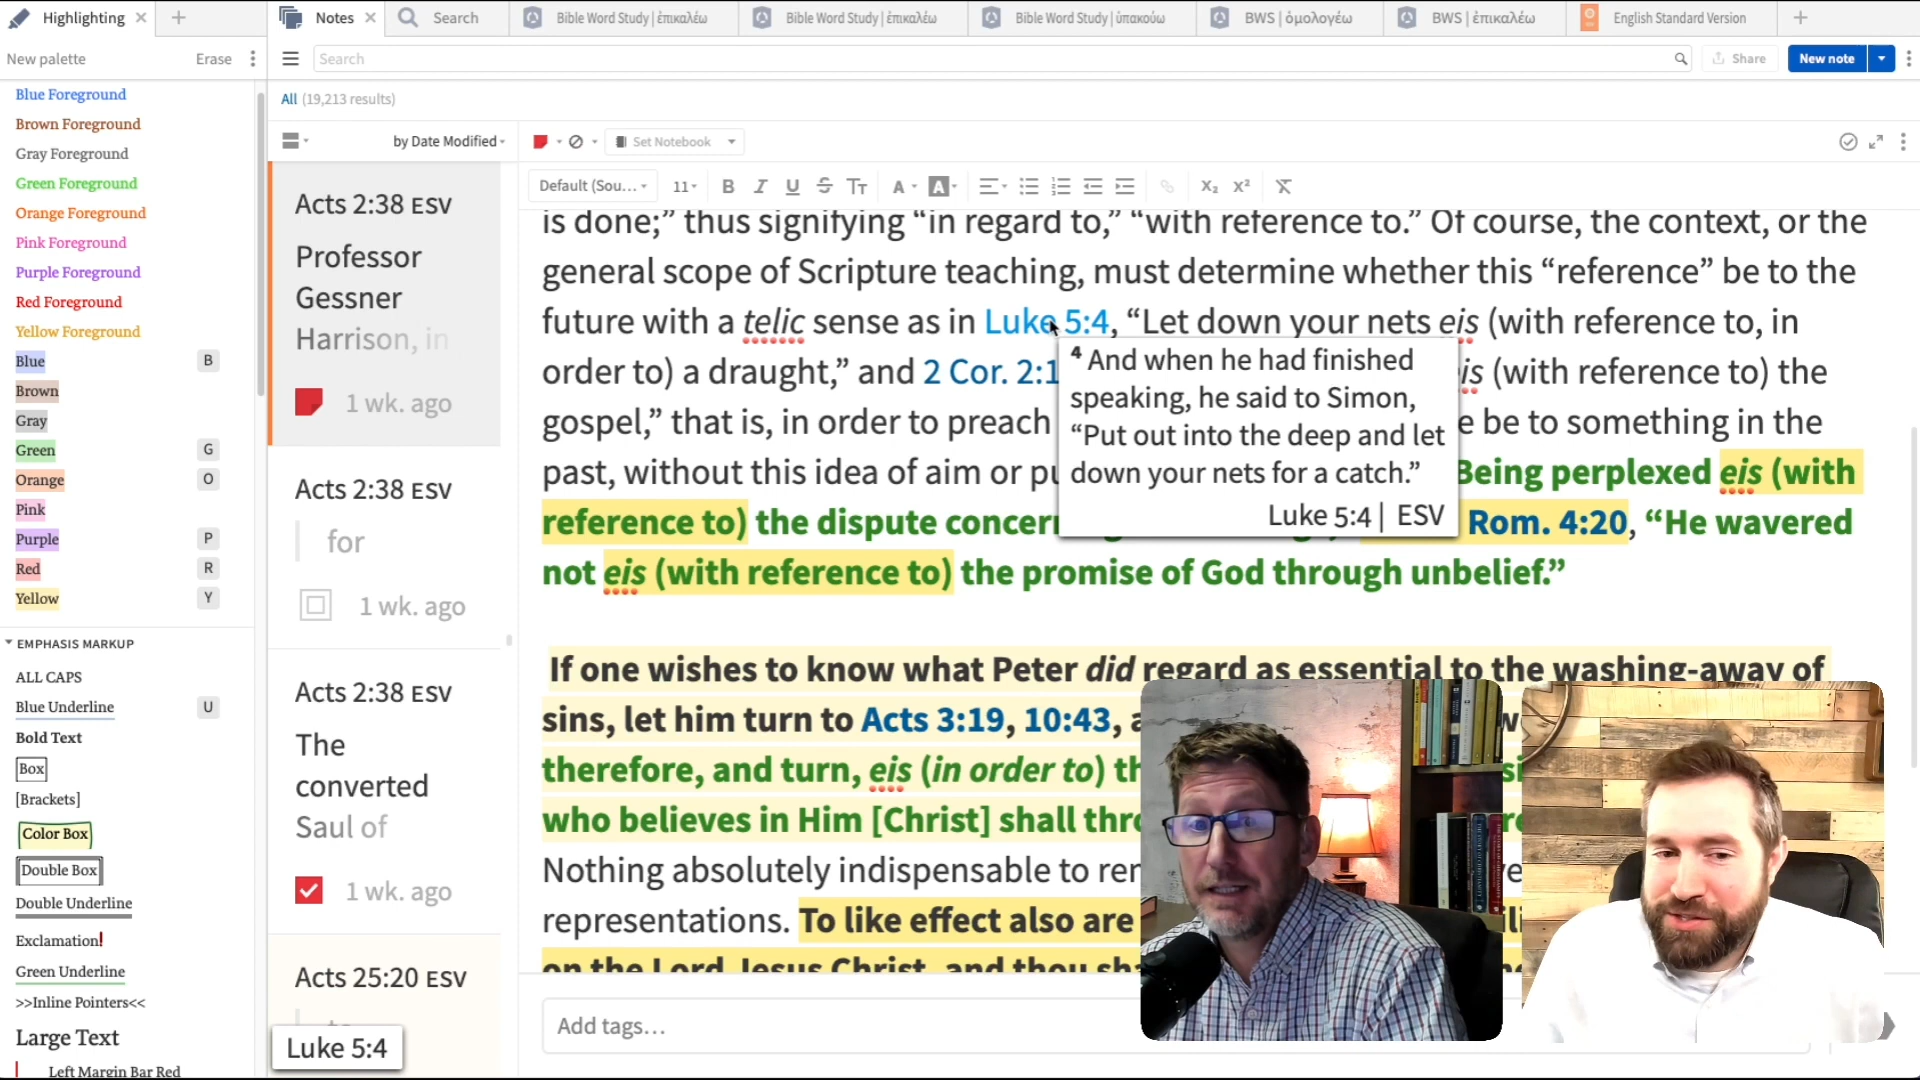 Highlighting
Notes
Search
Bible Word Study | ἐπικαλέω
Bible Word Study | ἐπικαλέω
Bible Word Study | ὑπακούω
BWS | ὁμολογέω
BWS | ἐπικαλέω
English Standard Version
New palette
Erase
Search
Share
New note
All (19,213 results)
by Date Modified
Set Notebook
Default (Sou...
11
B I U S Tт A A X₂ X²
Blue Foreground
Brown Foreground
Gray Foreground
Green Foreground
Orange Foreground
Pink Foreground
Purple Foreground
Red Foreground
Yellow Foreground
Blue B
Brown
Gray
Green G
Orange O
Pink
Purple P
Red R
Yellow Y
EMPHASIS MARKUP
ALL CAPS
Blue Underline U
Bold Text
Box
[Brackets]
Color Box
Double Box
Double Underline
Exclamation!
Green Underline
>>Inline Pointers<<
Large Text
Left Margin Bar Red
Acts 2:38 ESV
Professor
Gessner
Harrison, in
1 wk. ago
Acts 2:38 ESV
for
1 wk. ago
Acts 2:38 ESV
The
converted
Saul of
1 wk. ago
Acts 25:20 ESV
Luke 5:4
is done;” thus signifying “in regard to,” “with reference to.” Of course, the context, or the
general scope of Scripture teaching, must determine whether this “reference” be to the
future with a telic sense as in Luke 5:4, “Let down your nets eis (with reference to, in
order to) a draught,” and 2 Cor. 2:1 is (with reference to) the
gospel,” that is, in order to preach e be to something in the
past, without this idea of aim or pu Being perplexed eis (with
reference to) the dispute concer Rom. 4:20, “He wavered
not eis (with reference to) the promise of God through unbelief.”
⁴ And when he had finished
speaking, he said to Simon,
“Put out into the deep and let
down your nets for a catch.”
Luke 5:4 | ESV
If one wishes to know what Peter did regard as essential to the washing-away of
sins, let him turn to Acts 3:19, 10:43,
therefore, and turn, eis (in order to) th
who believes in Him [Christ] shall thr
Nothing absolutely indispensable to
representations. To like effect also are
on the Lord Jesus Christ, and thou
Add tags...